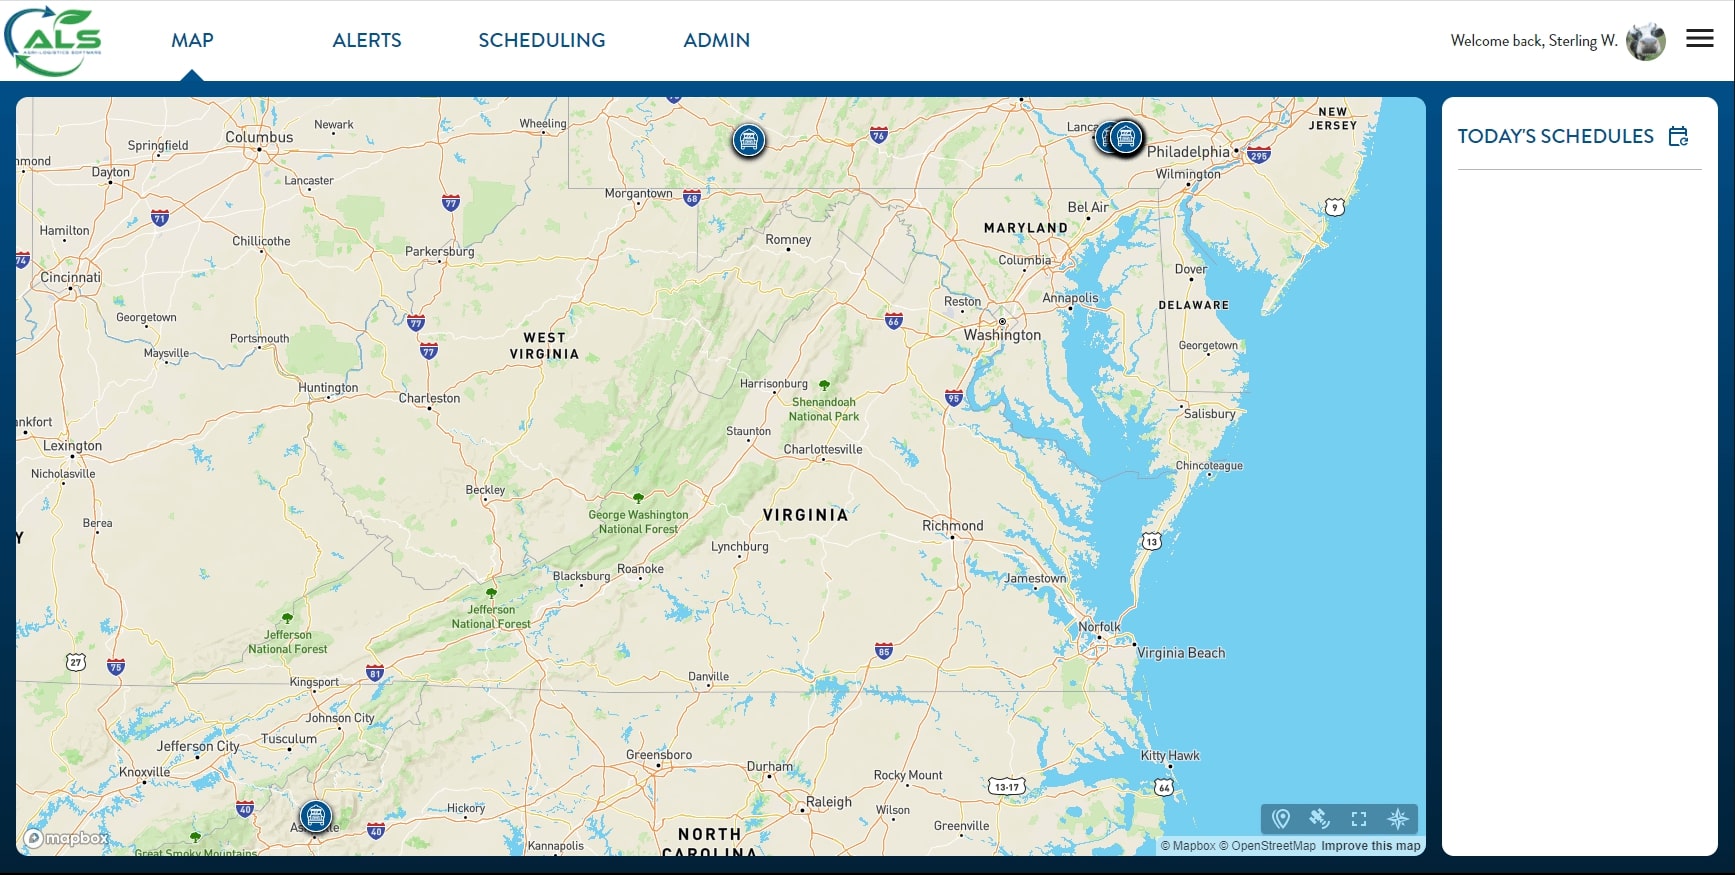 ALS
AGRI-LOGISTICS SOFTWARE
MAP
ALERTS
SCHEDULING
ADMIN
Welcome back, Sterling W.
TODAY'S SCHEDULES
NEW
JERSEY
Wheeling
Newark
Columbus
Springfield
76
Philadelphia
295
Dayton
Lancaster
Wilmington
Morgantown
68
77
Bel Air
9
71
MARYLAND
Hamilton
Chillicothe
Romney
Parkersburg
74
Columbia
Dover
Cincinnati
Reston
Annapolis
DELAWARE
Georgetown
77
66
Portsmouth
WEST
VIRGINIA
Washington
Georgetown
Maysville
77
Huntington
Harrisonburg
Charleston
95
Shenandoah
National Park
Salisbury
Lexington
Staunton
Charlottesville
Nicholasville
Chincoteague
Beckley
Berea
George Washington
National Forest
VIRGINIA
Richmond
Lynchburg
13
Blacksburg
Roanoke
Jamestown
Jefferson
National Forest
Jefferson
National Forest
Norfolk
Virginia Beach
27
75
81
85
Kingsport
Danville
Johnson City
Jefferson City
Tusculum
Greensboro
Kitty Hawk
Knoxville
Durham
Rocky Mount
13-17
64
40
Hickory
Raleigh
Wilson
40
Greenville
mapbox
NORTH
CAROLINA
Kannapolis
Great Smoky Mountains
© Mapbox © OpenStreetMap Improve this map